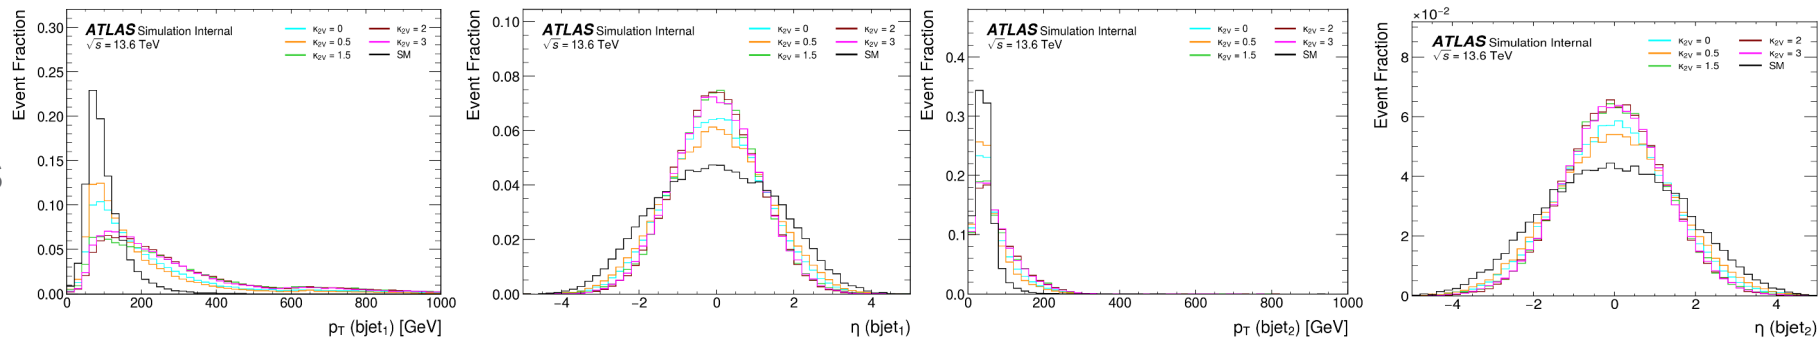 Event Fraction
0.30
0.25
0.20
0.15
0.10
0.05
0.00
ATLAS Simulation Internal
√s = 13.6 TeV
κ2V = 0
κ2V = 0.5
κ2V = 1.5
κ2V = 2
κ2V = 3
SM
0 200 400 600 800 1000
pT (bjet1) [GeV]
Event Fraction
0.10
0.08
0.06
0.04
0.02
0.00
ATLAS Simulation Internal
√s = 13.6 TeV
κ2V = 0
κ2V = 0.5
κ2V = 1.5
κ2V = 2
κ2V = 3
SM
−4 −2 0 2 4
η (bjet1)
Event Fraction
0.4
0.3
0.2
0.1
0.0
ATLAS Simulation Internal
√s = 13.6 TeV
κ2V = 0
κ2V = 0.5
κ2V = 1.5
κ2V = 2
κ2V = 3
SM
0 200 400 600 800 1000
pT (bjet2) [GeV]
×10−2
Event Fraction
8
6
4
2
0
ATLAS Simulation Internal
√s = 13.6 TeV
κ2V = 0
κ2V = 0.5
κ2V = 1.5
κ2V = 2
κ2V = 3
SM
−4 −2 0 2 4
η (bjet2)